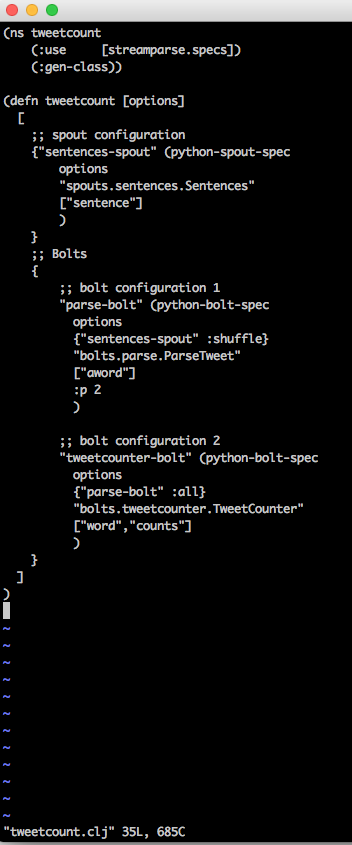 (ns tweetcount
    (:use     [streamparse.specs])
    (:gen-class))

(defn tweetcount [options]
  [
    ;; spout configuration
    {"sentences-spout" (python-spout-spec
        options
        "spouts.sentences.Sentences"
        ["sentence"]
        )
    }
    ;; Bolts
    {
        ;; bolt configuration 1
        "parse-bolt" (python-bolt-spec
          options
          {"sentences-spout" :shuffle}
          "bolts.parse.ParseTweet"
          ["aword"]
          :p 2
          )

        ;; bolt configuration 2
        "tweetcounter-bolt" (python-bolt-spec
          options
          {"parse-bolt" :all}
          "bolts.tweetcounter.TweetCounter"
          ["word","counts"]
          )
    }
  ]
)

~
~
~
~
~
~
~
~
~
~
~
~
"tweetcount.clj" 35L, 685C